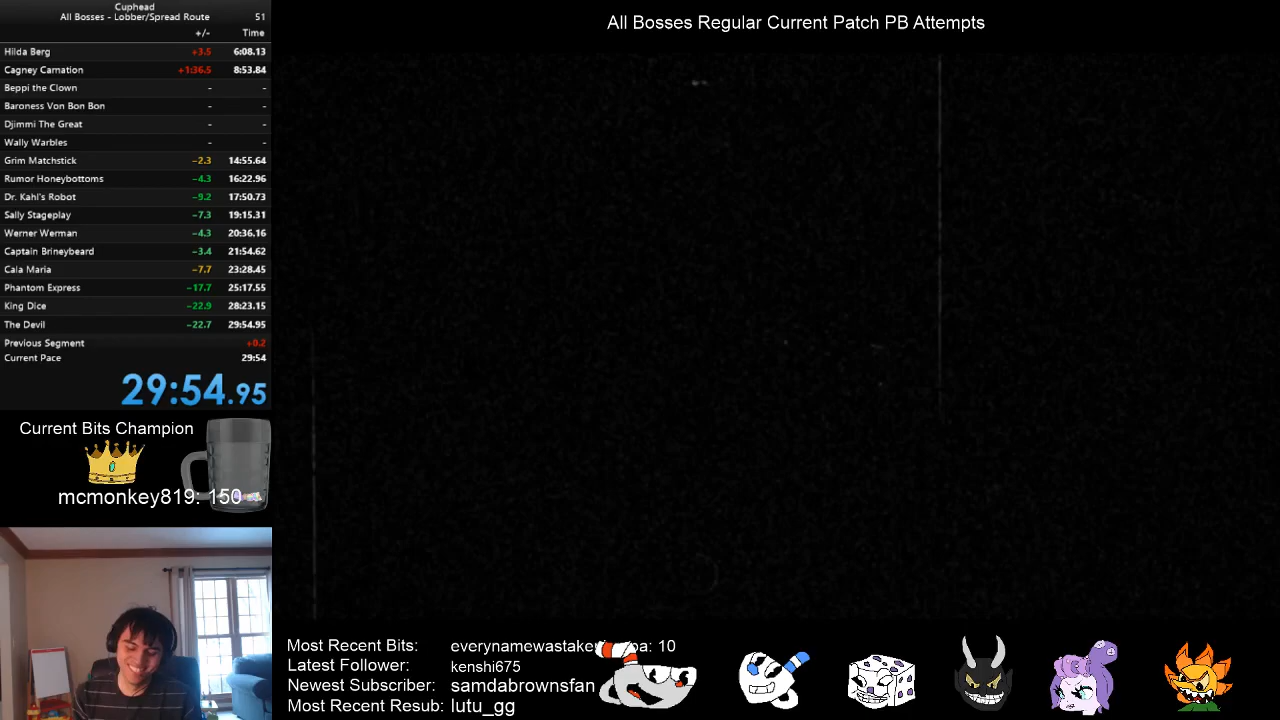 Cuphead
All Bosses - Lobber/Spread Route 51
+/- Time
Hilda Berg +3.5 6:08.13
Cagney Carnation +1:36.5 8:53.84
Beppi the Clown - -
Baroness Von Bon Bon - -
Djimmi The Great - -
Wally Warbles - -
Grim Matchstick −2.3 14:55.64
Rumor Honeybottoms −4.3 16:22.96
Dr. Kahl's Robot −9.2 17:50.73
Sally Stageplay −7.3 19:15.31
Werner Werman −4.3 20:36.16
Captain Brineybeard −3.4 21:54.62
Cala Maria −7.7 23:28.45
Phantom Express −17.7 25:17.55
King Dice −22.9 28:23.15
The Devil −22.7 29:54.95
Previous Segment +0.2
Current Pace 29:54
29:54.95
Current Bits Champion
mcmonkey819: 150
All Bosses Regular Current Patch PB Attempts
Most Recent Bits: 10
Latest Follower: kenshi675
Newest Subscriber: samdabrownsfan
Most Recent Resub: lutu_gg